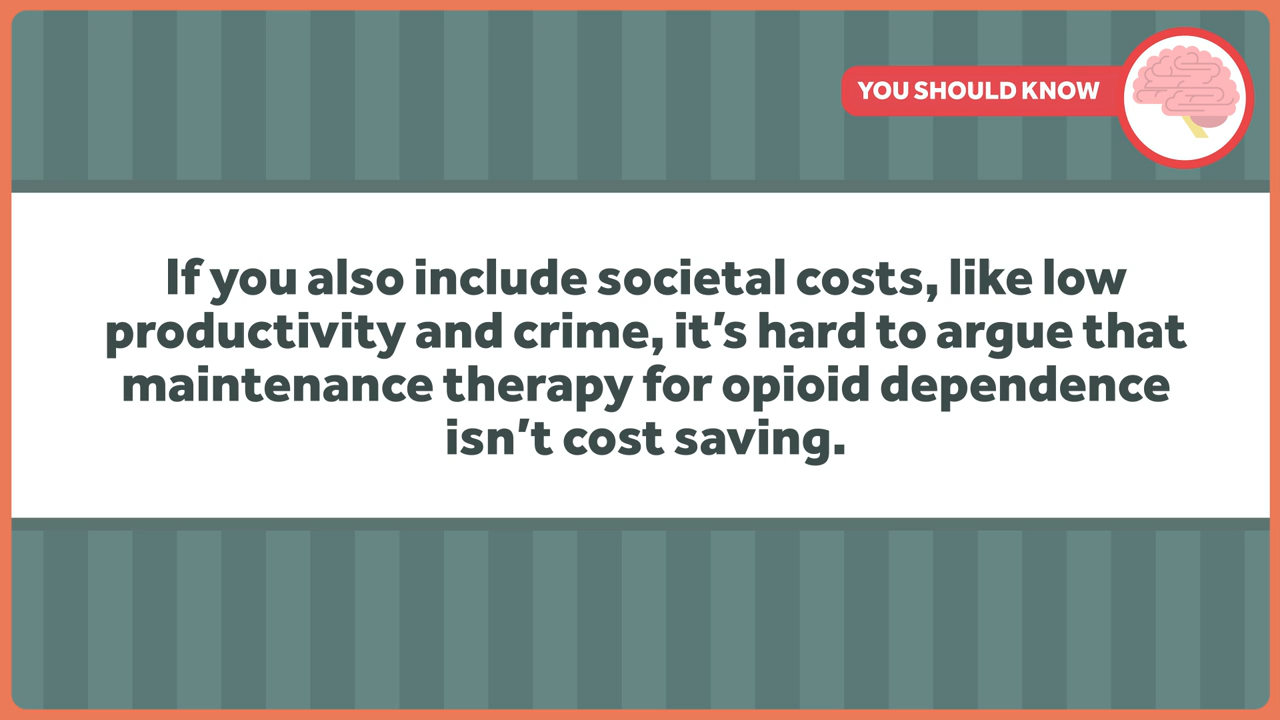 YOU SHOULD KNOW
If you also include societal costs, like low
productivity and crime, it’s hard to argue that
maintenance therapy for opioid dependence
isn’t cost saving.